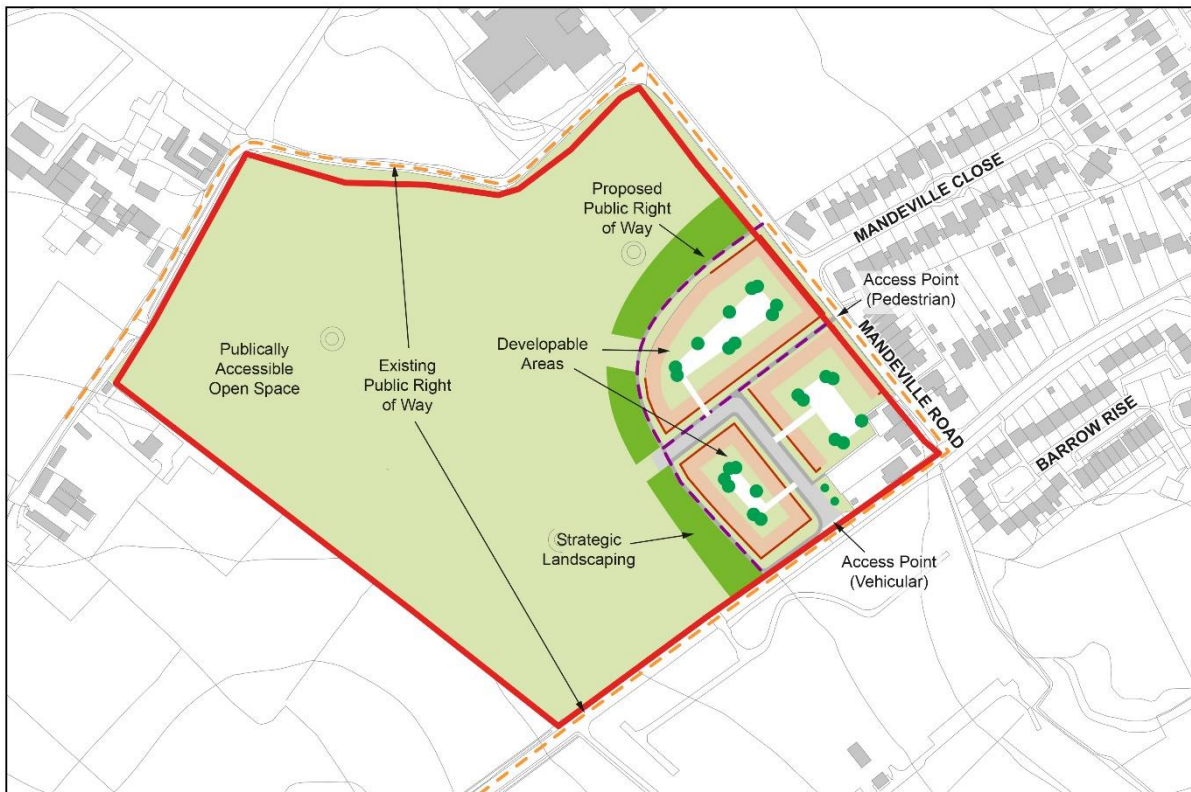 Proposed
Public Right
of Way
MANDEVILLE CLOSE
Access Point
(Pedestrian)
MANDEVILLE ROAD
BARROW RISE
Publically
Accessible
Open Space
Existing
Public Right
of Way
Developable
Areas
Strategic
Landscaping
Access Point
(Vehicular)